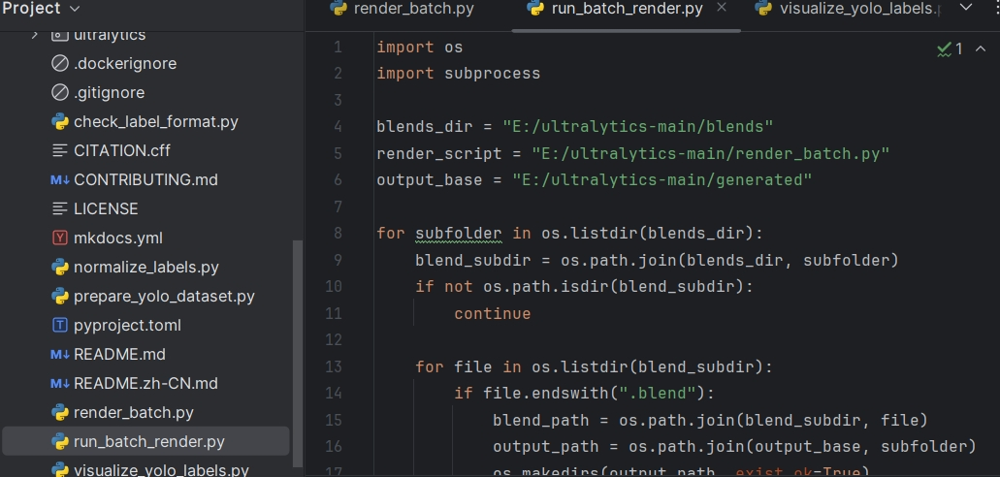 Project
ultralytics
.dockerignore
.gitignore
check_label_format.py
CITATION.cff
CONTRIBUTING.md
LICENSE
mkdocs.yml
normalize_labels.py
prepare_yolo_dataset.py
pyproject.toml
README.md
README.zh-CN.md
render_batch.py
run_batch_render.py
visualize_yolo_labels.py
render_batch.py
run_batch_render.py
visualize_yolo_labels.p
1
1 import os
2 import subprocess
3
4 blends_dir = "E:/ultralytics-main/blends"
5 render_script = "E:/ultralytics-main/render_batch.py"
6 output_base = "E:/ultralytics-main/generated"
7
8 for subfolder in os.listdir(blends_dir):
9 blend_subdir = os.path.join(blends_dir, subfolder)
10 if not os.path.isdir(blend_subdir):
11 continue
12
13 for file in os.listdir(blend_subdir):
14 if file.endswith(".blend"):
15 blend_path = os.path.join(blend_subdir, file)
16 output_path = os.path.join(output_base, subfolder)
17 os.makedirs(output_path, exist_ok=True)